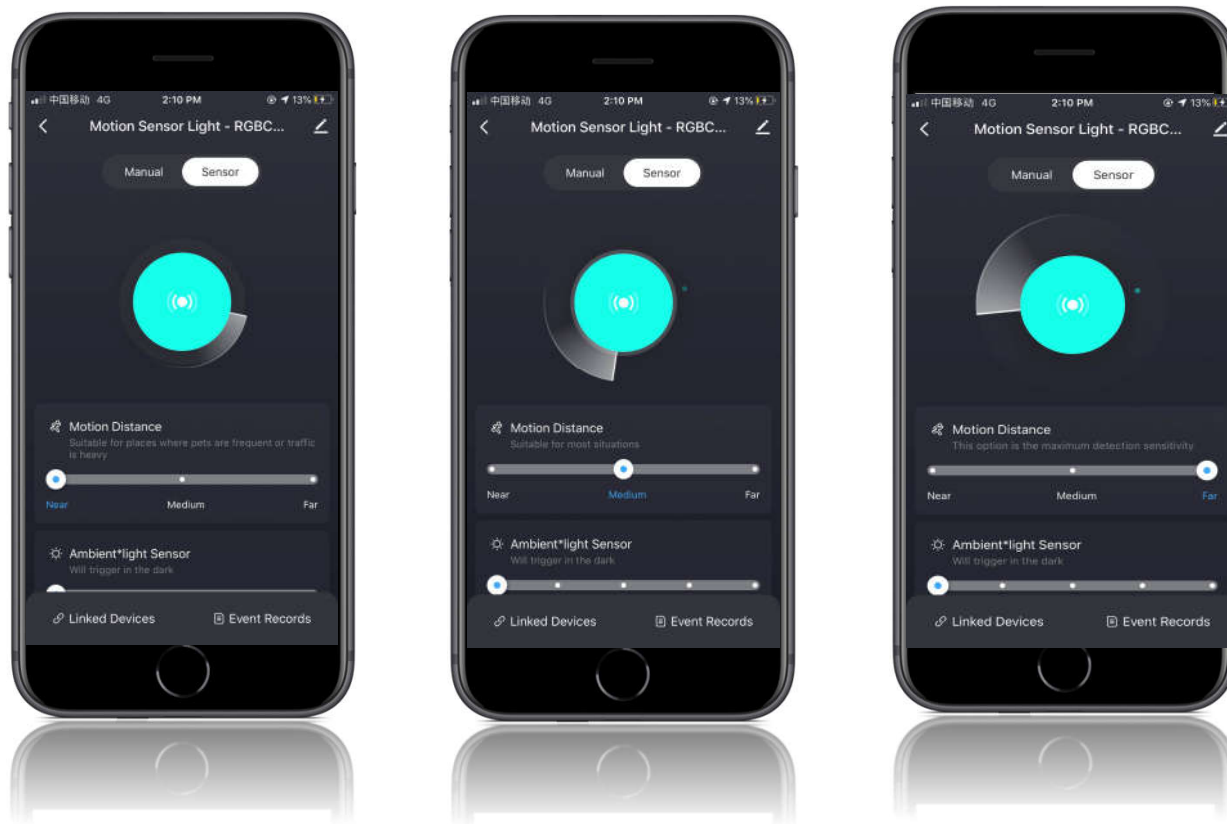 中国移动 4G 2:10 PM 13%
Motion Sensor Light - RGBC...
Manual Sensor
Motion Distance
Suitable for places where pets are frequent or traffic
is heavy
Near Medium Far
Ambient*light Sensor
Will trigger in the dark
Linked Devices Event Records
中国移动 4G 2:10 PM 13%
Motion Sensor Light - RGBC...
Manual Sensor
Motion Distance
Suitable for most situations
Near Medium Far
Ambient*light Sensor
Will trigger in the dark
Linked Devices Event Records
中国移动 4G 2:10 PM 13%
Motion Sensor Light - RGBC...
Manual Sensor
Motion Distance
This option is the maximum detection sensitivity
Near Medium Far
Ambient*light Sensor
Will trigger in the dark
Linked Devices Event Records